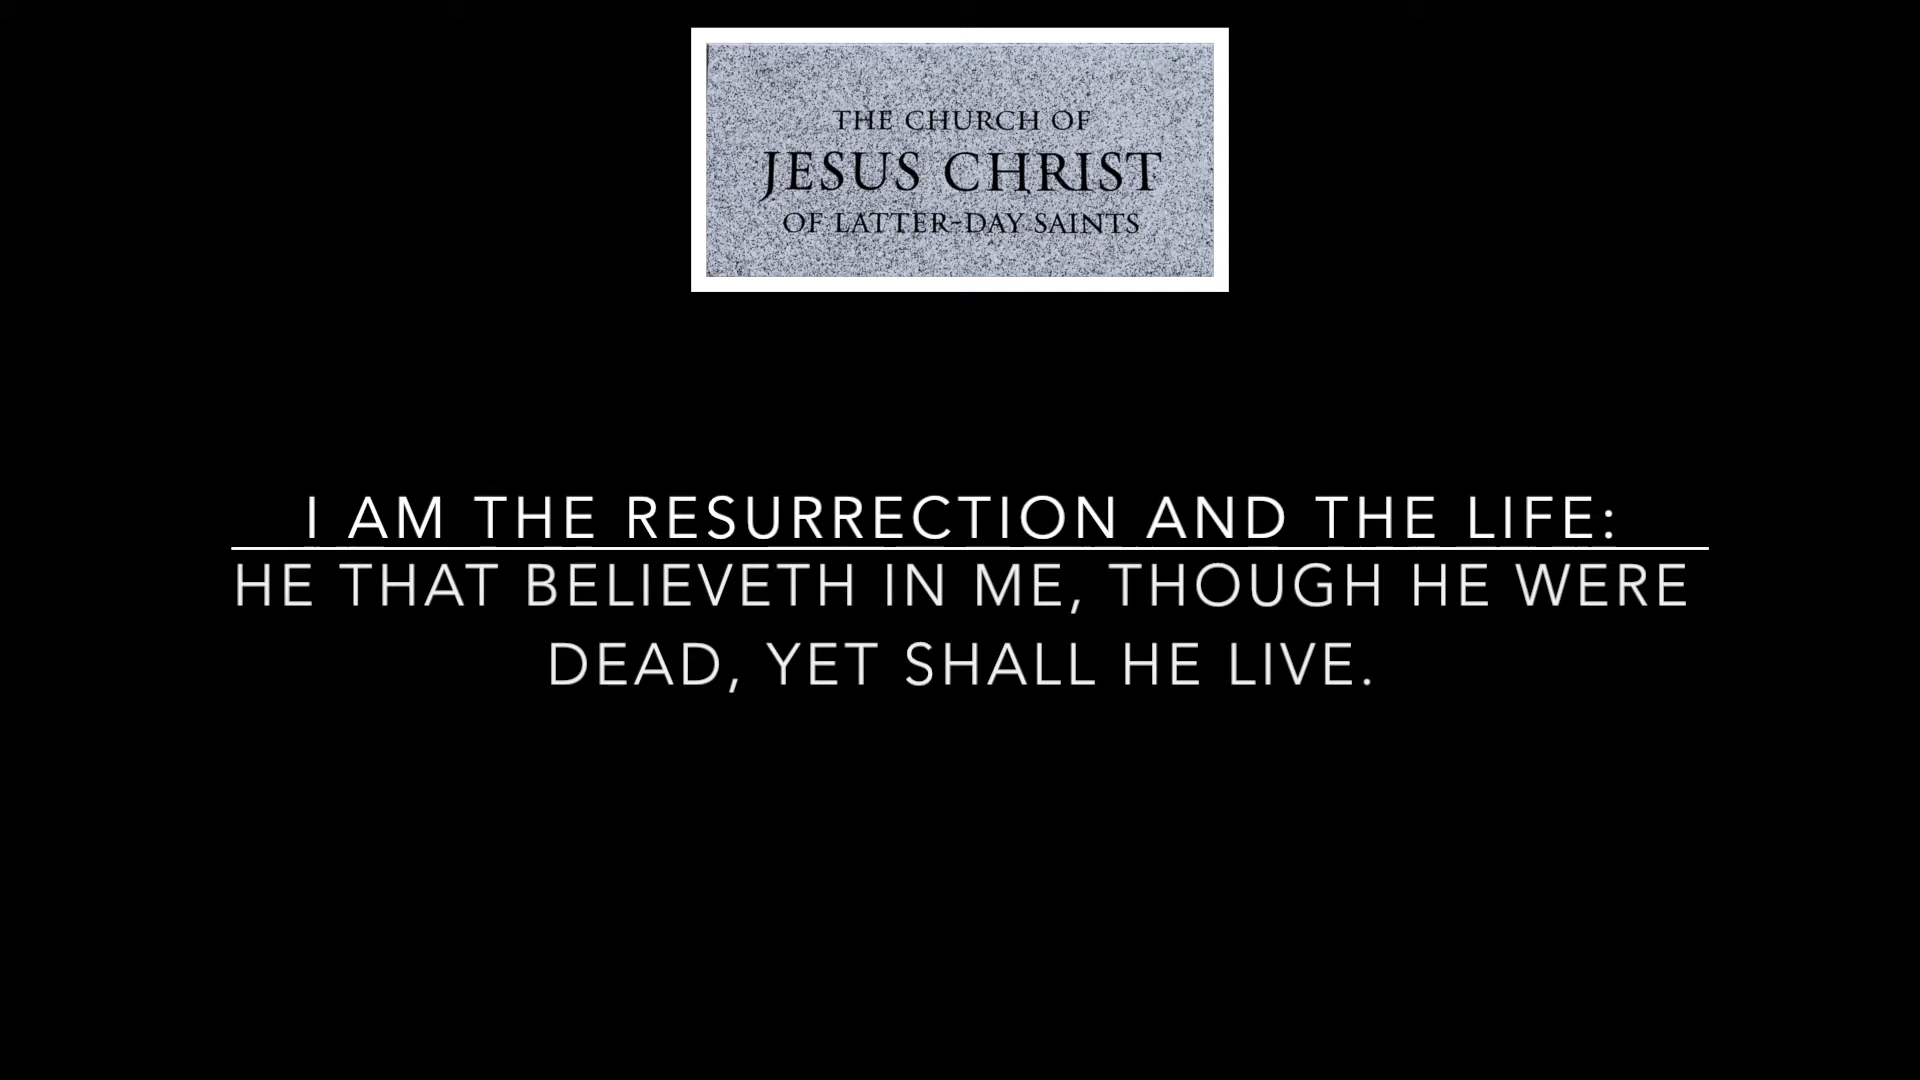 THE CHURCH OF
JESUS CHRIST
OF LATTER-DAY SAINTS
I AM THE RESURRECTION AND THE LIFE:
HE THAT BELIEVETH IN ME, THOUGH HE WERE
DEAD, YET SHALL HE LIVE.